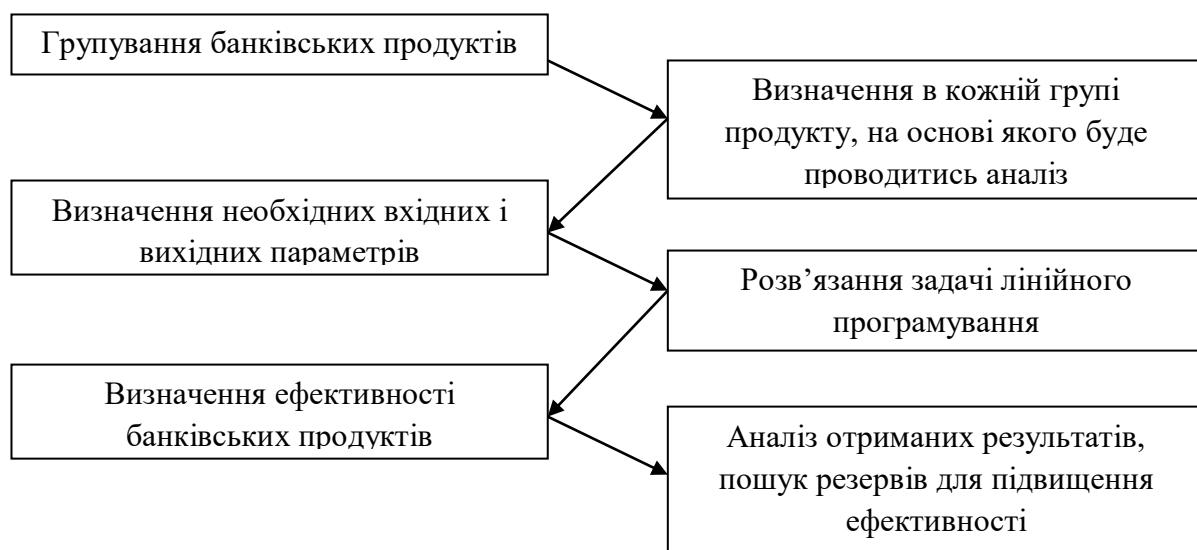 Групування банківських продуктів
Визначення в кожній групі
продукту, на основі якого буде
проводитись аналіз
Визначення необхідних вхідних і
вихідних параметрів
Розв’язання задачі лінійного
програмування
Визначення ефективності
банківських продуктів
Аналіз отриманих результатів,
пошук резервів для підвищення
ефективності